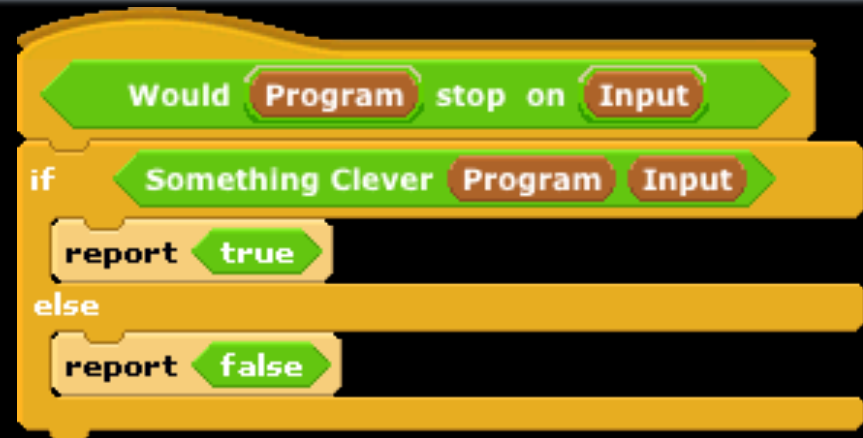 Would Program stop on Input
if Something Clever Program Input
report true
else
report false